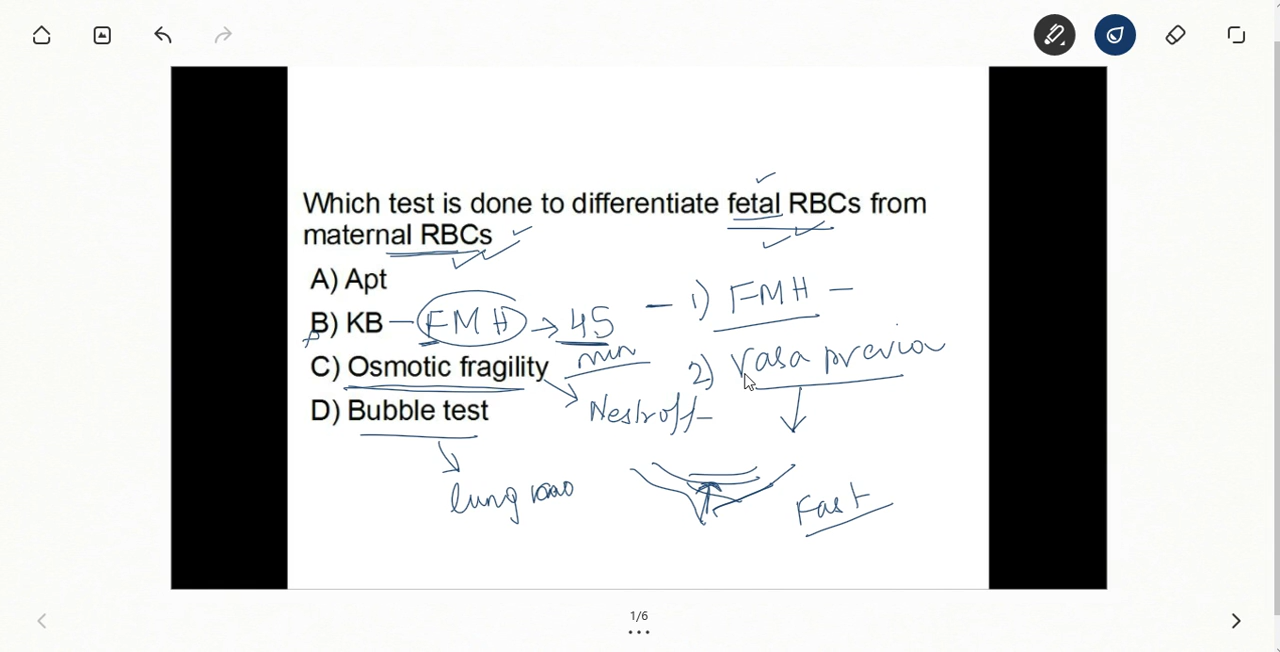 Which test is done to differentiate fetal RBCs from
maternal RBCs
A) Apt
B) KB – FMH → 45 min
C) Osmotic fragility → Nestroff
D) Bubble test → lung
– 1) FMH –
2) Vasa previa
Fast
1/6